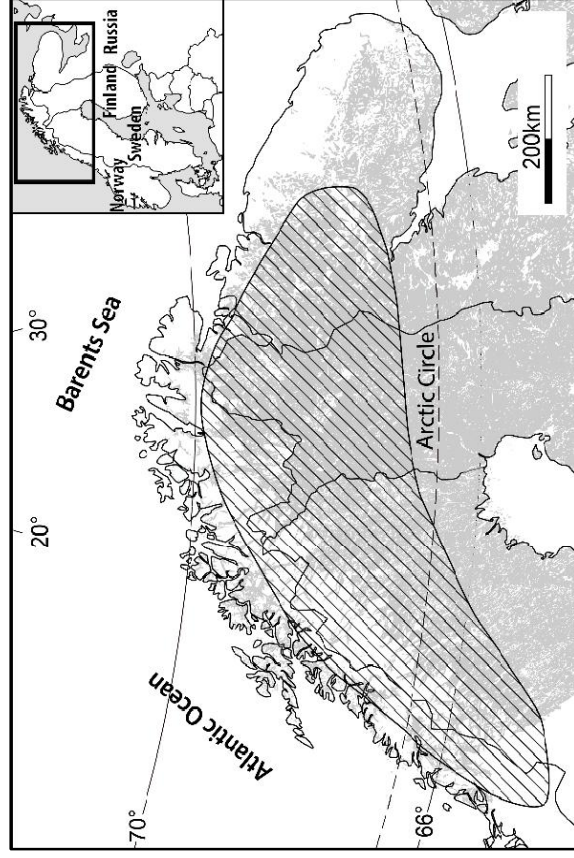 Barents Sea
Atlantic Ocean
Arctic Circle
20°
30°
70°
66°
200km
Norway
Sweden
Finland
Russia